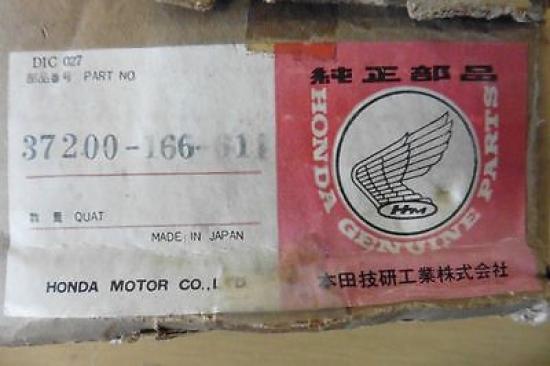 DIC 027
部品番号 PART NO
37200-166-611
数量 QUAT
MADE IN JAPAN
HONDA MOTOR CO., LTD
純正部品
HONDA GENUINE PARTS
HM
本田技研工業株式会社